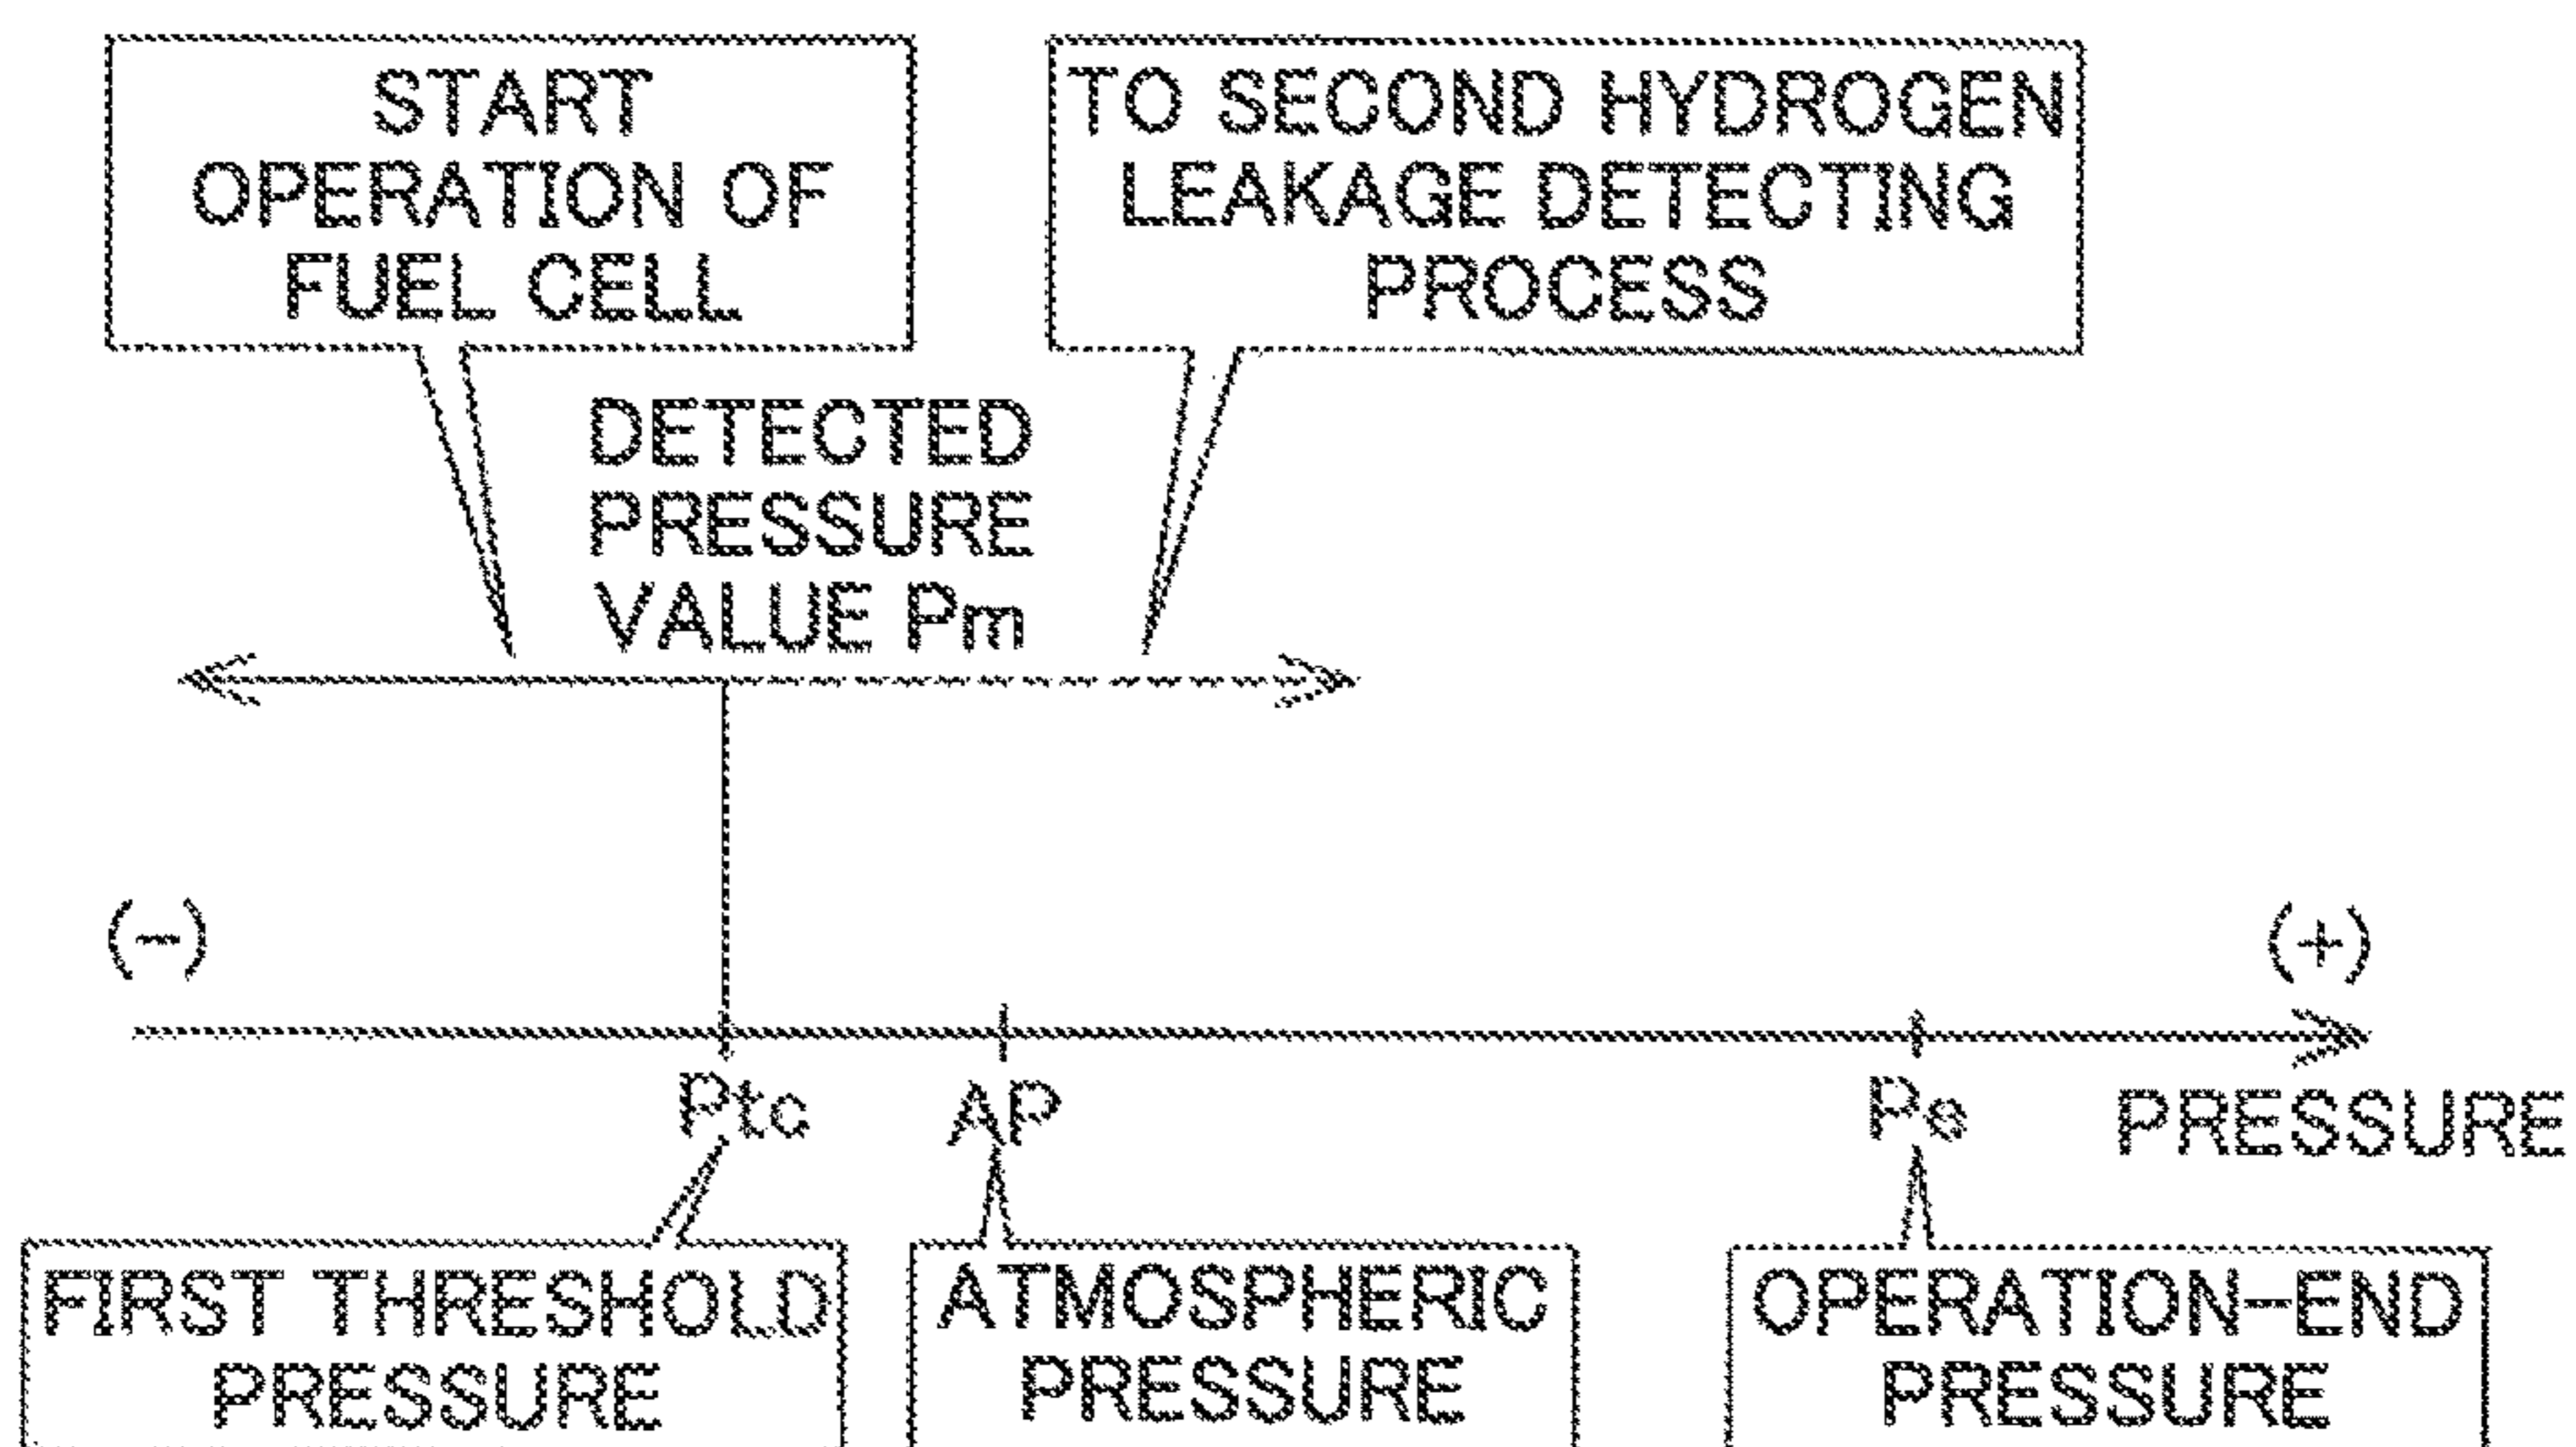 START
OPERATION OF
FUEL CELL
TO SECOND HYDROGEN
LEAKAGE DETECTING
PROCESS
DETECTED
PRESSURE
VALUE Pm
(-)
(+)
Ptc
AP
Pe
PRESSURE
FIRST THRESHOLD
PRESSURE
ATMOSPHERIC
PRESSURE
OPERATION-END
PRESSURE